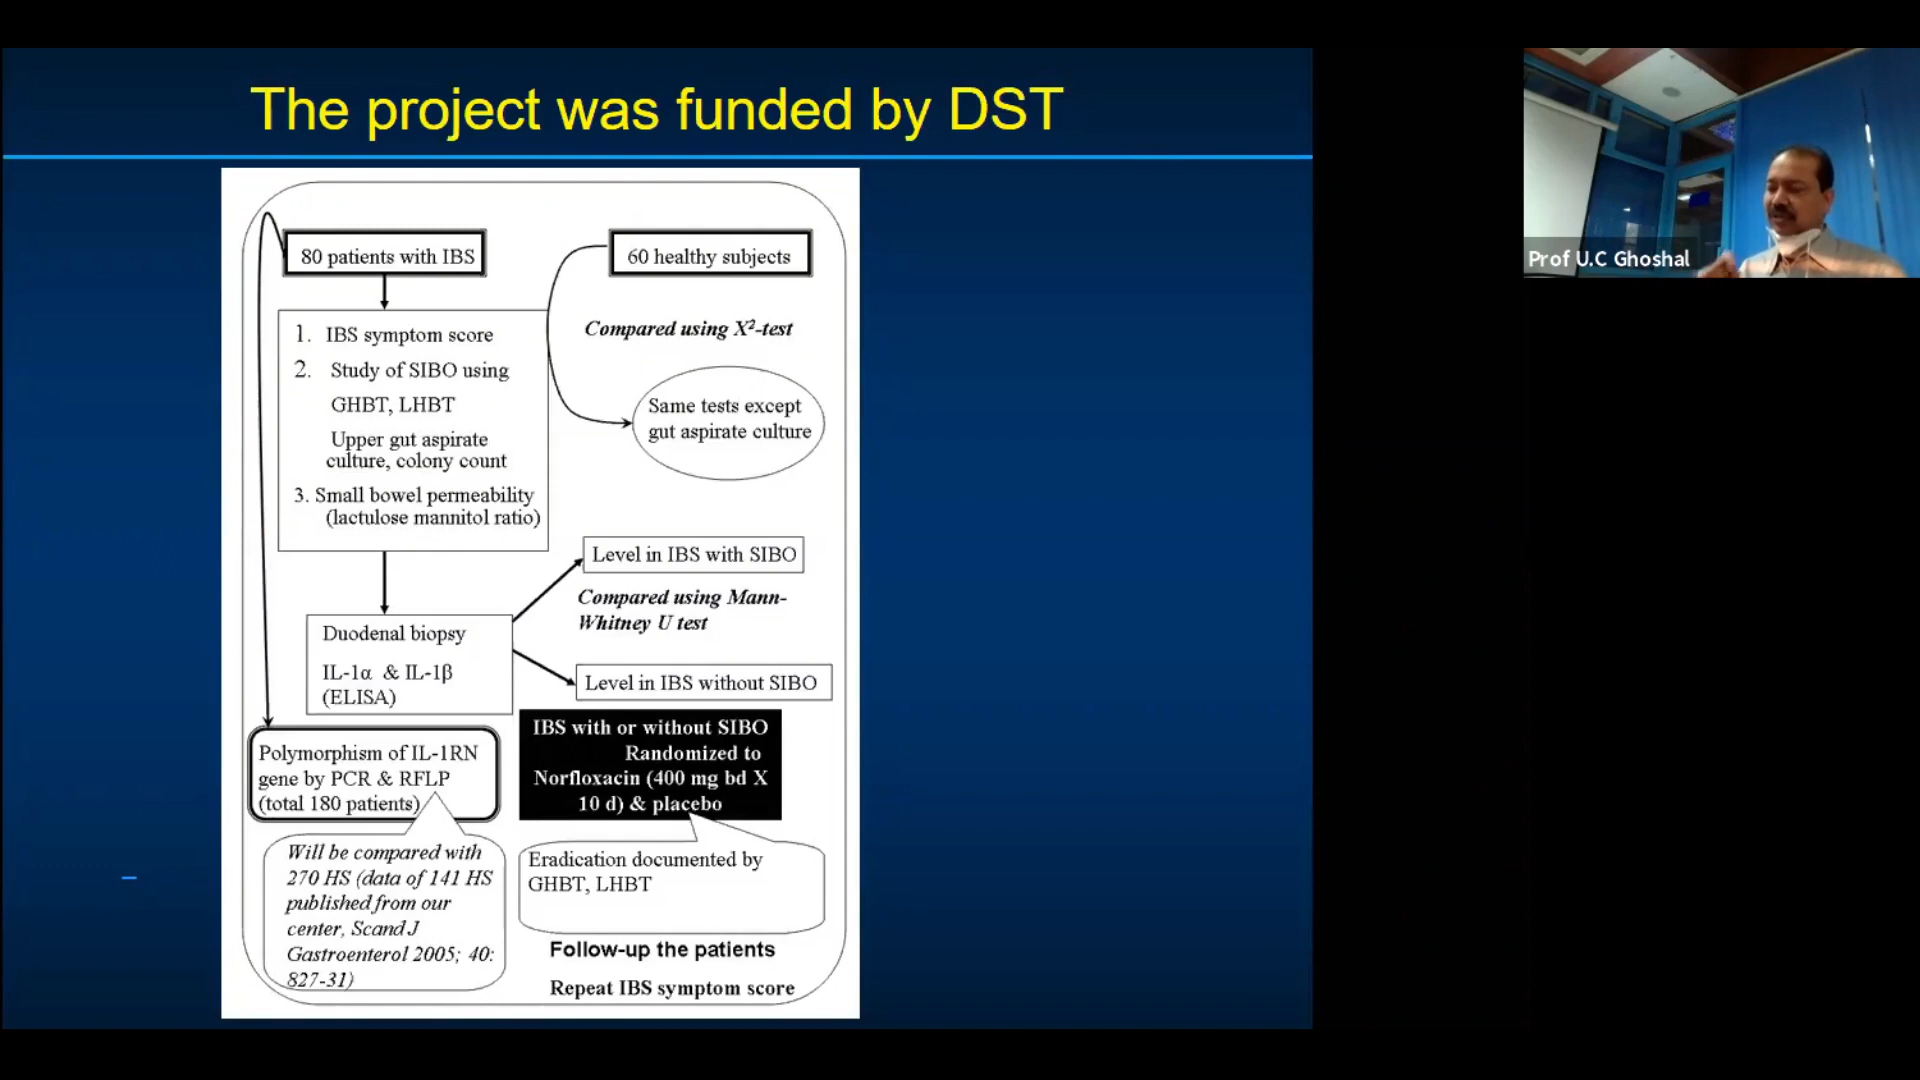 The project was funded by DST
80 patients with IBS
60 healthy subjects
1. IBS symptom score
2. Study of SIBO using
GHBT, LHBT
Upper gut aspirate
culture, colony count
3. Small bowel permeability
(lactulose mannitol ratio)
Compared using X²-test
Same tests except
gut aspirate culture
Level in IBS with SIBO
Compared using Mann-
Whitney U test
Level in IBS without SIBO
Duodenal biopsy
IL-1α & IL-1β
(ELISA)
Polymorphism of IL-1RN
gene by PCR & RFLP
(total 180 patients)
Will be compared with
270 HS (data of 141 HS
published from our
center, Scand J
Gastroenterol 2005; 40:
827-31)
IBS with or without SIBO
Randomized to
Norfloxacin (400 mg bd X
10 d) & placebo
Eradication documented by
GHBT, LHBT
Follow-up the patients
Repeat IBS symptom score
Prof U.C Ghoshal